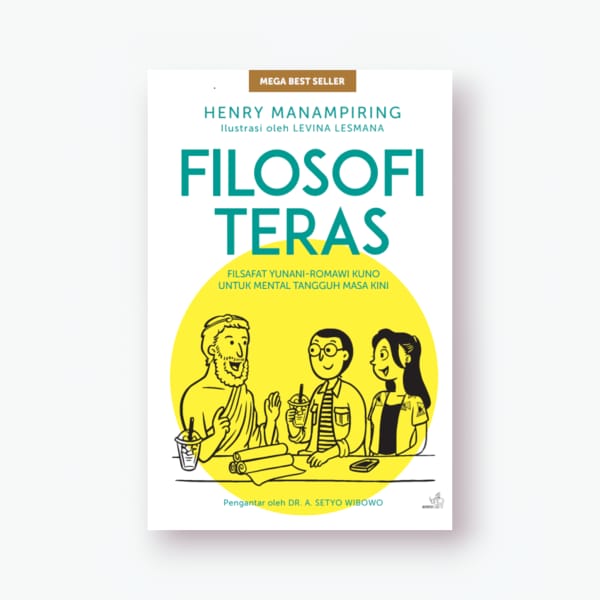 MEGA BEST SELLER
HENRY MANAMPIRING
Ilustrasi oleh LEVINA LESMANA
FILOSOFI
TERAS
FILSAFAT YUNANI-ROMAWI KUNO
UNTUK MENTAL TANGGUH MASA KINI
Pengantar oleh DR. A. SETYO WIBOWO